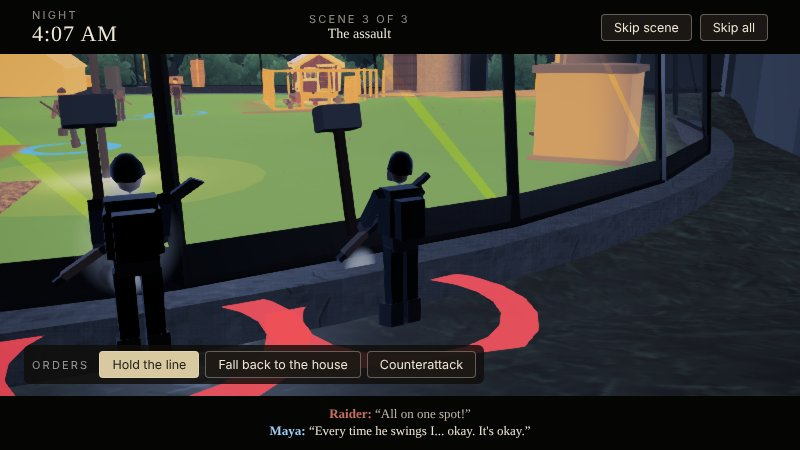 NIGHT
4:07 AM
SCENE 3 OF 3
The assault
Skip scene
Skip all
ORDERS
Hold the line
Fall back to the house
Counterattack
Raider: “All on one spot!”
Maya: “Every time he swings I... okay. It's okay.”